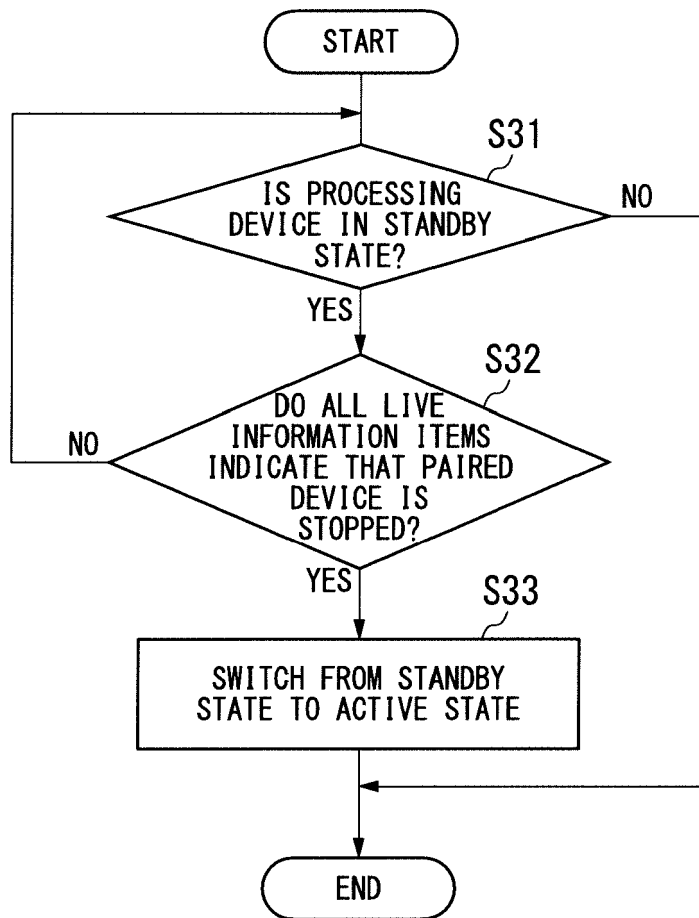 START
S31
IS PROCESSING
DEVICE IN STANDBY
STATE?
NO
YES
S32
DO ALL LIVE
INFORMATION ITEMS
INDICATE THAT PAIRED
DEVICE IS
STOPPED?
NO
YES
S33
SWITCH FROM STANDBY
STATE TO ACTIVE STATE
END